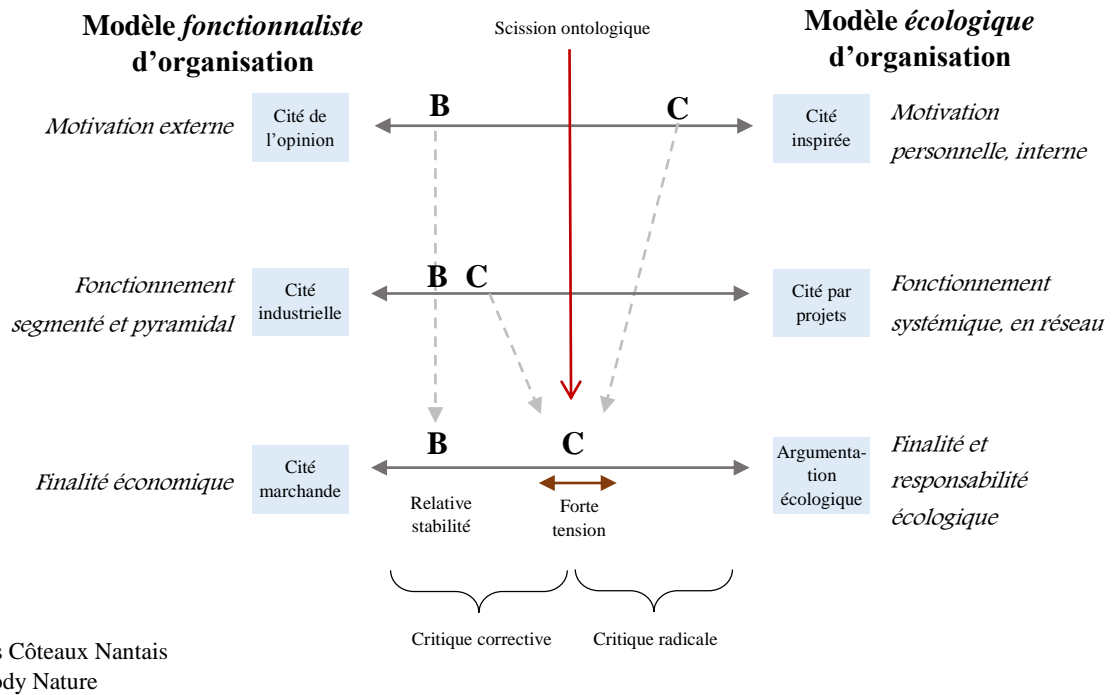 Modèle fonctionnaliste
d’organisation
Scission ontologique
Modèle écologique
d’organisation
Motivation externe
Cité de
l’opinion
B
C
Cité
inspirée
Motivation
personnelle, interne
Fonctionnement
segmenté et pyramidal
Cité
industrielle
B C
Cité par
projets
Fonctionnement
systémique, en réseau
Finalité économique
Cité
marchande
B
C
Argumenta-
tion
écologique
Finalité et
responsabilité
écologique
Relative
stabilité
Forte
tension
Critique corrective
Critique radicale
Côteaux Nantais
Nature